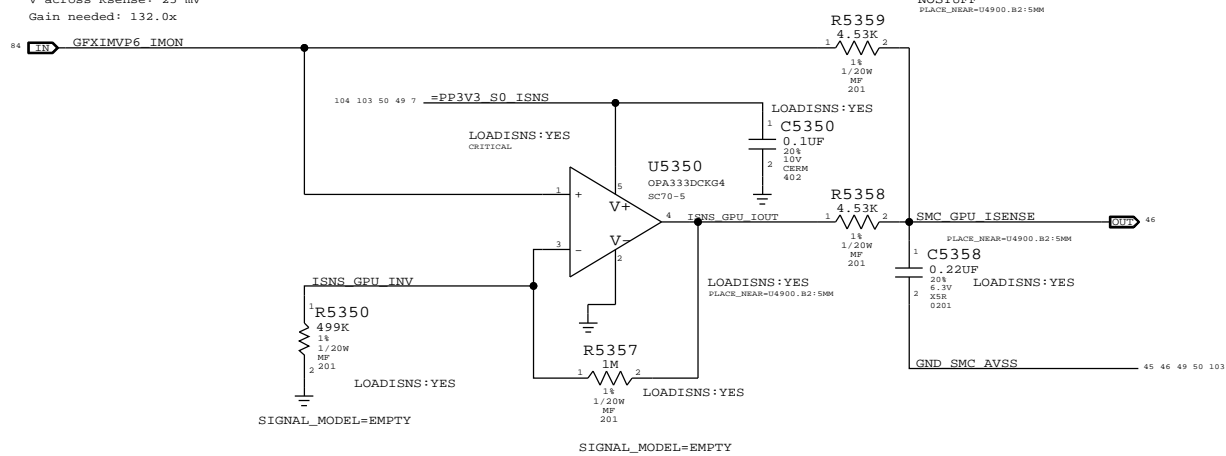 V across Rsense: 25 mV
Gain needed: 132.0x
NOSTUFF
PLACE_NEAR=U4900.B2:5MM
R5359
4.53K
1 2
1%
1/20W
MF
201
84 IN GFXIMVP6_IMON
104 103 50 49 7 =PP3V3_S0_ISNS
LOADISNS:YES
CRITICAL
LOADISNS:YES
1 C5350
0.1UF
20%
2 10V
CERM
402
U5350
OPA333DCKG4
SC70-5
1 +
5
V+
4
3 -
V-
2
ISNS_GPU_IOUT
R5358
4.53K
1 2
1%
1/20W
MF
201
SMC_GPU_ISENSE
OUT 46
PLACE_NEAR=U4900.B2:5MM
1 C5358
0.22UF
20%
6.3V
2 X5R
0201
LOADISNS:YES
LOADISNS:YES
PLACE_NEAR=U4900.B2:5MM
ISNS_GPU_INV
1 R5350
499K
1%
1/20W
MF
2 201
LOADISNS:YES
SIGNAL_MODEL=EMPTY
R5357
1M
1 2
1%
1/20W
MF
201
LOADISNS:YES
SIGNAL_MODEL=EMPTY
GND_SMC_AVSS 45 46 49 50 103